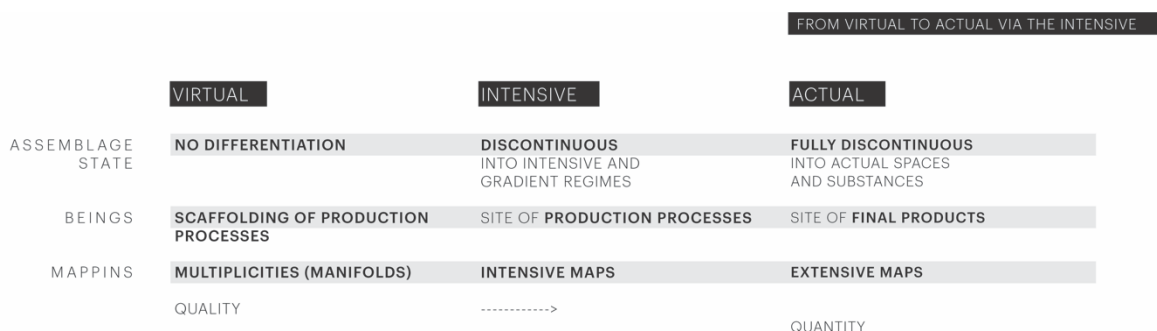 FROM VIRTUAL TO ACTUAL VIA THE INTENSIVE
VIRTUAL INTENSIVE ACTUAL
ASSEMBLAGE NO DIFFERENTIATION DISCONTINUOUS FULLY DISCONTINUOUS
STATE INTO INTENSIVE AND INTO ACTUAL SPACES
GRADIENT REGIMES AND SUBSTANCES
BEINGS SCAFFOLDING OF PRODUCTION SITE OF PRODUCTION PROCESSES SITE OF FINAL PRODUCTS
PROCESSES
MAPPINS MULTIPLICITIES (MANIFOLDS) INTENSIVE MAPS EXTENSIVE MAPS
QUALITY ------------>
QUANTITY